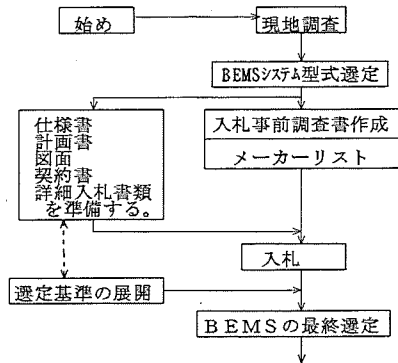 始め
現地調査
BEMSシステム型式選定
仕様書
計画書
図面
契約書
詳細入札書類
を準備する。
入札事前調査書作成
メーカーリスト
入札
選定基準の展開
BEMSの最終選定